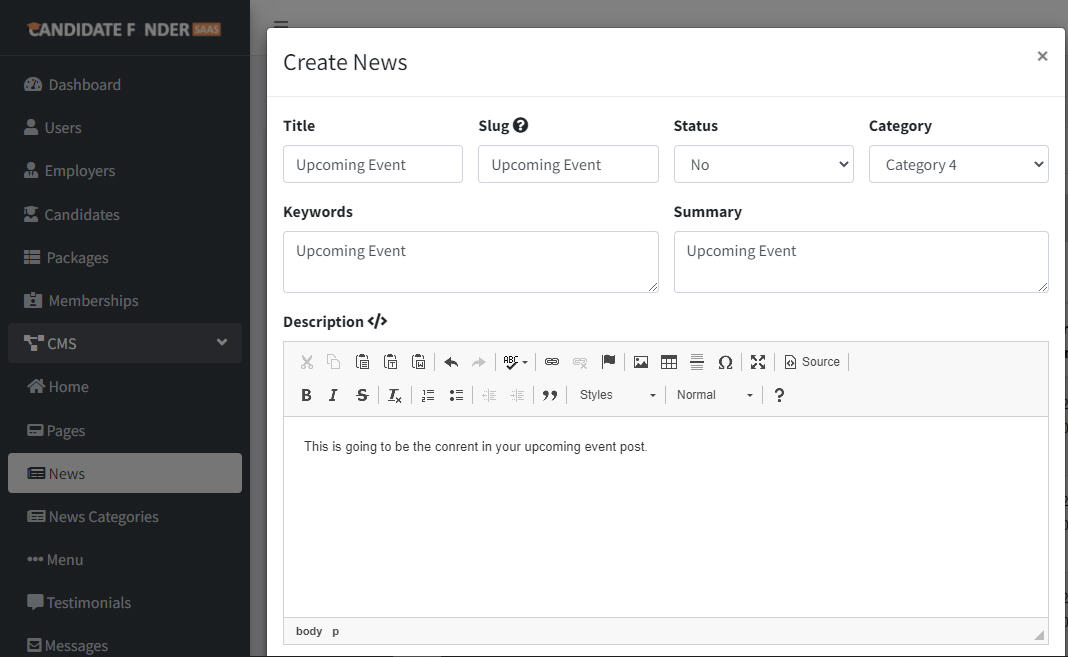 CANDIDATE F NDER SAAS
Dashboard
Users
Employers
Candidates
Packages
Memberships
CMS
Home
Pages
News
News Categories
Menu
Testimonials
Messages
Create News ×
Title Slug ? Status Category
Upcoming Event Upcoming Event No Category 4
Keywords Summary
Upcoming Event Upcoming Event
Description </>
ABC Ω Source
B I S Tx Styles Normal ?
This is going to be the conrent in your upcoming event post.
body p